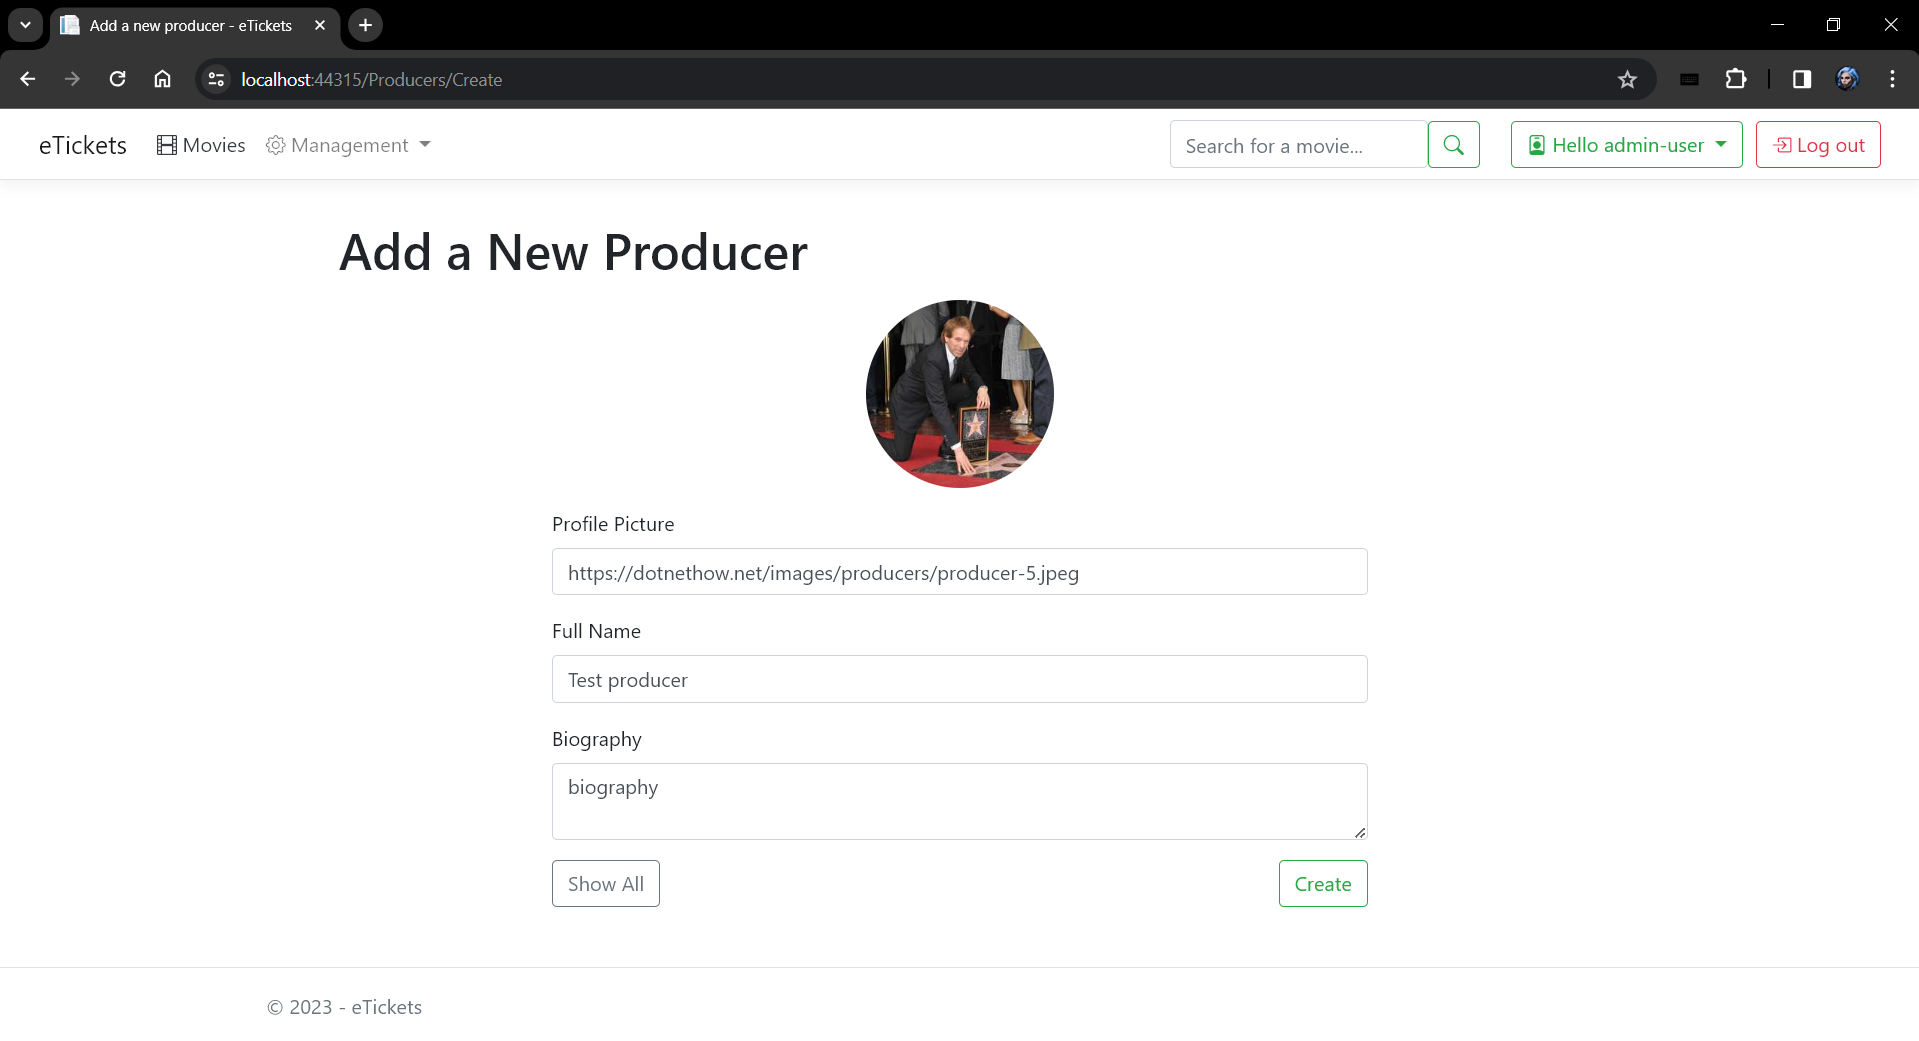 Add a new producer - eTickets
localhost:44315/Producers/Create
eTickets Movies Management Search for a movie... Hello admin-user Log out
Add a New Producer
Profile Picture
https://dotnethow.net/images/producers/producer-5.jpeg
Full Name
Test producer
Biography
biography
Show All Create
© 2023 - eTickets